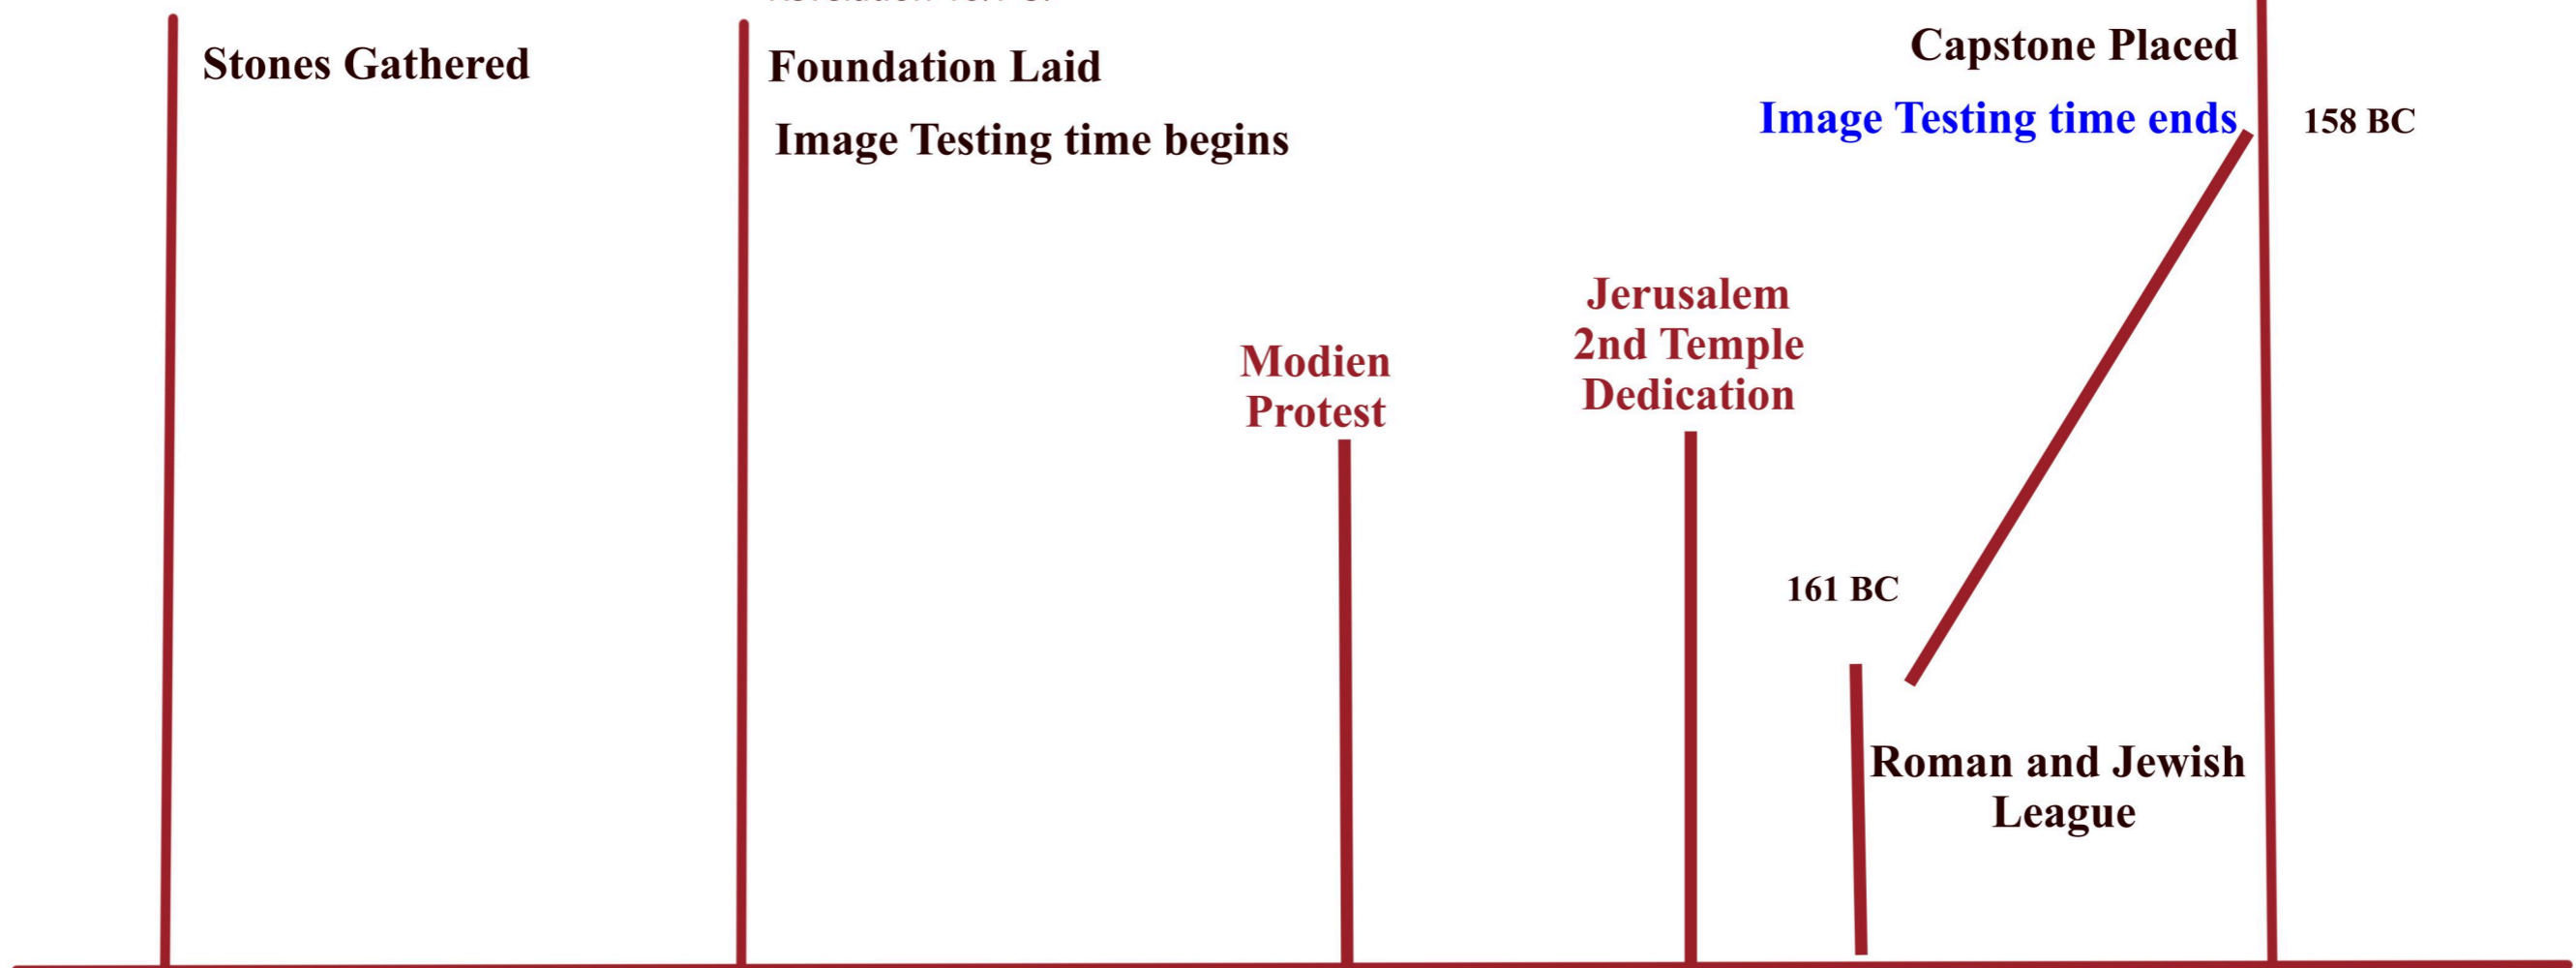 Stones Gathered
Foundation Laid
Image Testing time begins
Capstone Placed
Image Testing time ends
158 BC
Modien
Protest
Jerusalem
2nd Temple
Dedication
161 BC
Roman and Jewish
League